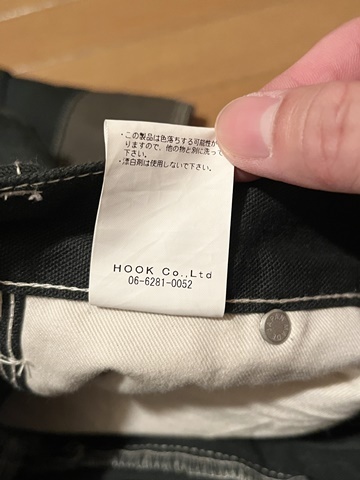 ・この製品は色落ちする可能性が
りますので、他の物と別に洗っ
下さい。
・漂白剤は使用しないで下さい。
HOOK Co.,Ltd
06-6281-0052